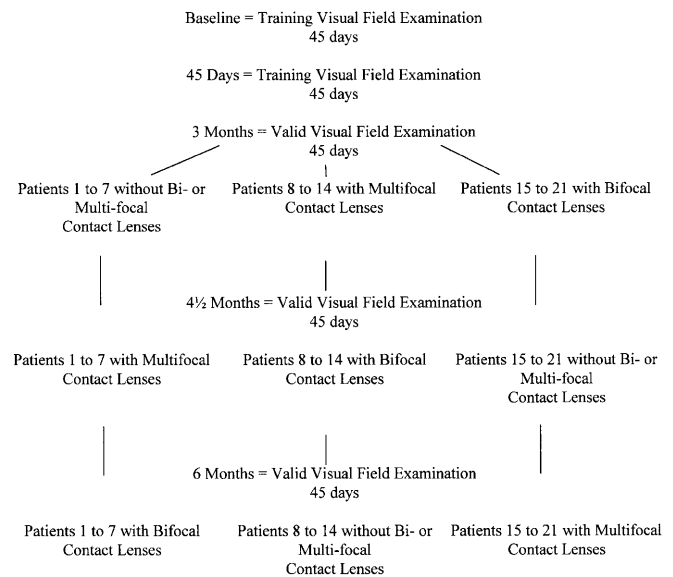 Baseline = Training Visual Field Examination
45 days
45 Days = Training Visual Field Examination
45 days
3 Months = Valid Visual Field Examination
45 days
Patients 1 to 7 without Bi- or
Multi-focal
Contact Lenses
Patients 8 to 14 with Multifocal
Contact Lenses
Patients 15 to 21 with Bifocal
Contact Lenses
4½ Months = Valid Visual Field Examination
45 days
Patients 1 to 7 with Multifocal
Contact Lenses
Patients 8 to 14 with Bifocal
Contact Lenses
Patients 15 to 21 without Bi- or
Multi-focal
Contact Lenses
6 Months = Valid Visual Field Examination
45 days
Patients 1 to 7 with Bifocal
Contact Lenses
Patients 8 to 14 without Bi- or
Multi-focal
Contact Lenses
Patients 15 to 21 with Multifocal
Contact Lenses